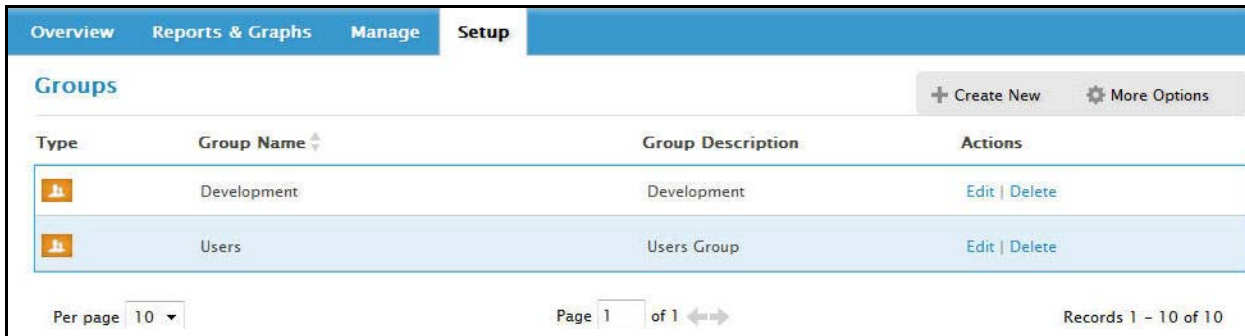 Overview Reports & Graphs Manage Setup
Groups Create New More Options
Type Group Name Group Description Actions
Development Development Edit | Delete
Users Users Group Edit | Delete
Per page 10 Page 1 of 1 Records 1 – 10 of 10